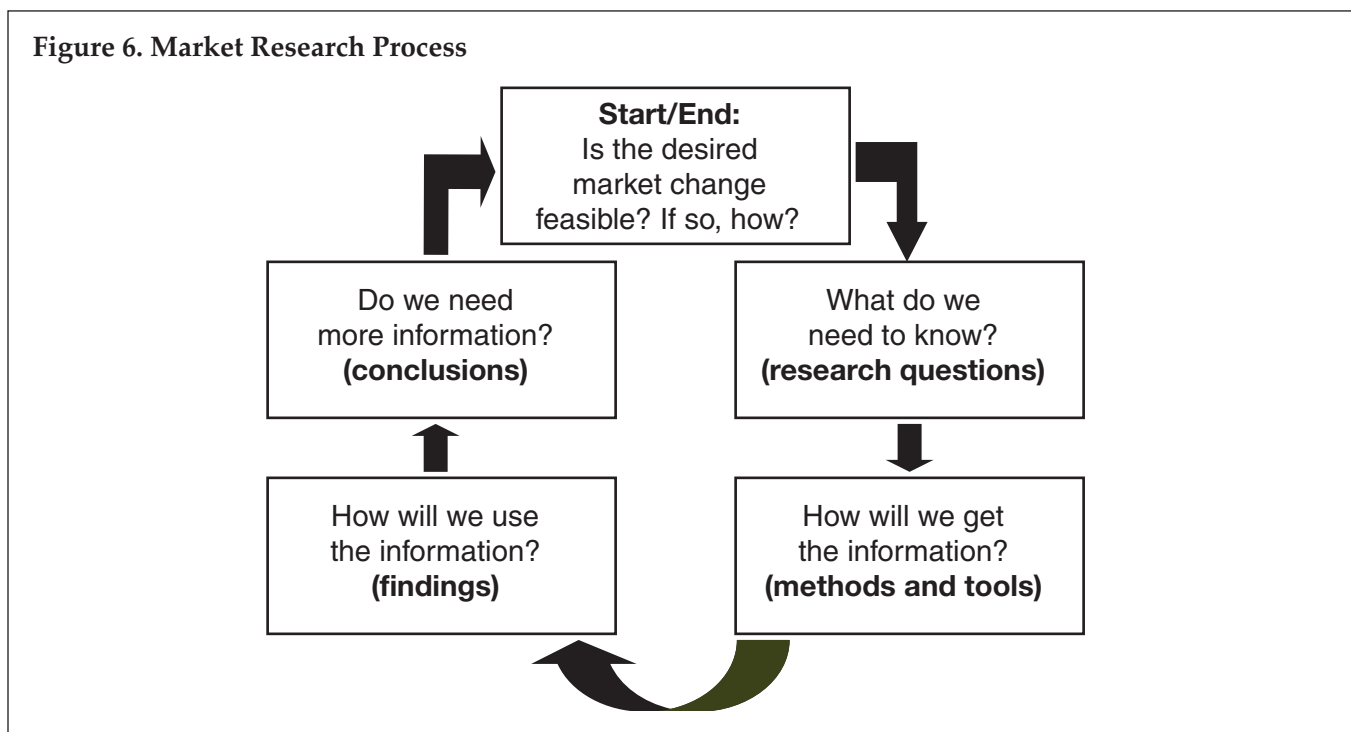 Figure 6. Market Research Process
Start/End:
Is the desired
market change
feasible? If so, how?
What do we
need to know?
(research questions)
How will we get
the information?
(methods and tools)
How will we use
the information?
(findings)
Do we need
more information?
(conclusions)